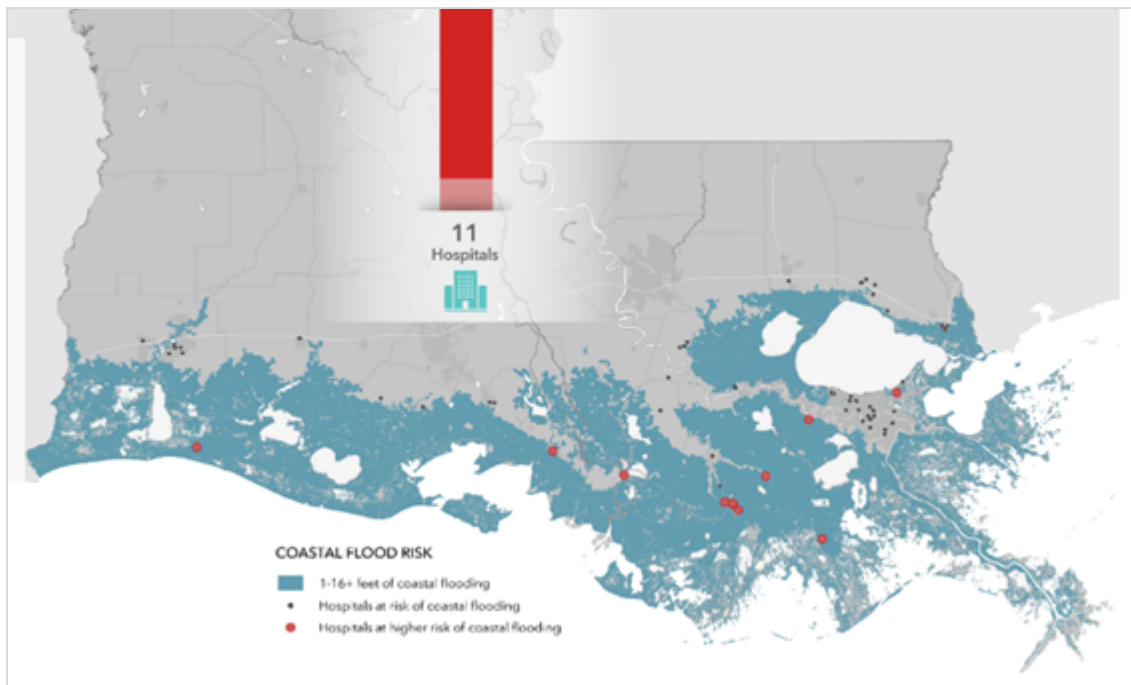 11
Hospitals
COASTAL FLOOD RISK
1-16+ feet of coastal flooding
Hospitals at risk of coastal flooding
Hospitals at higher risk of coastal flooding